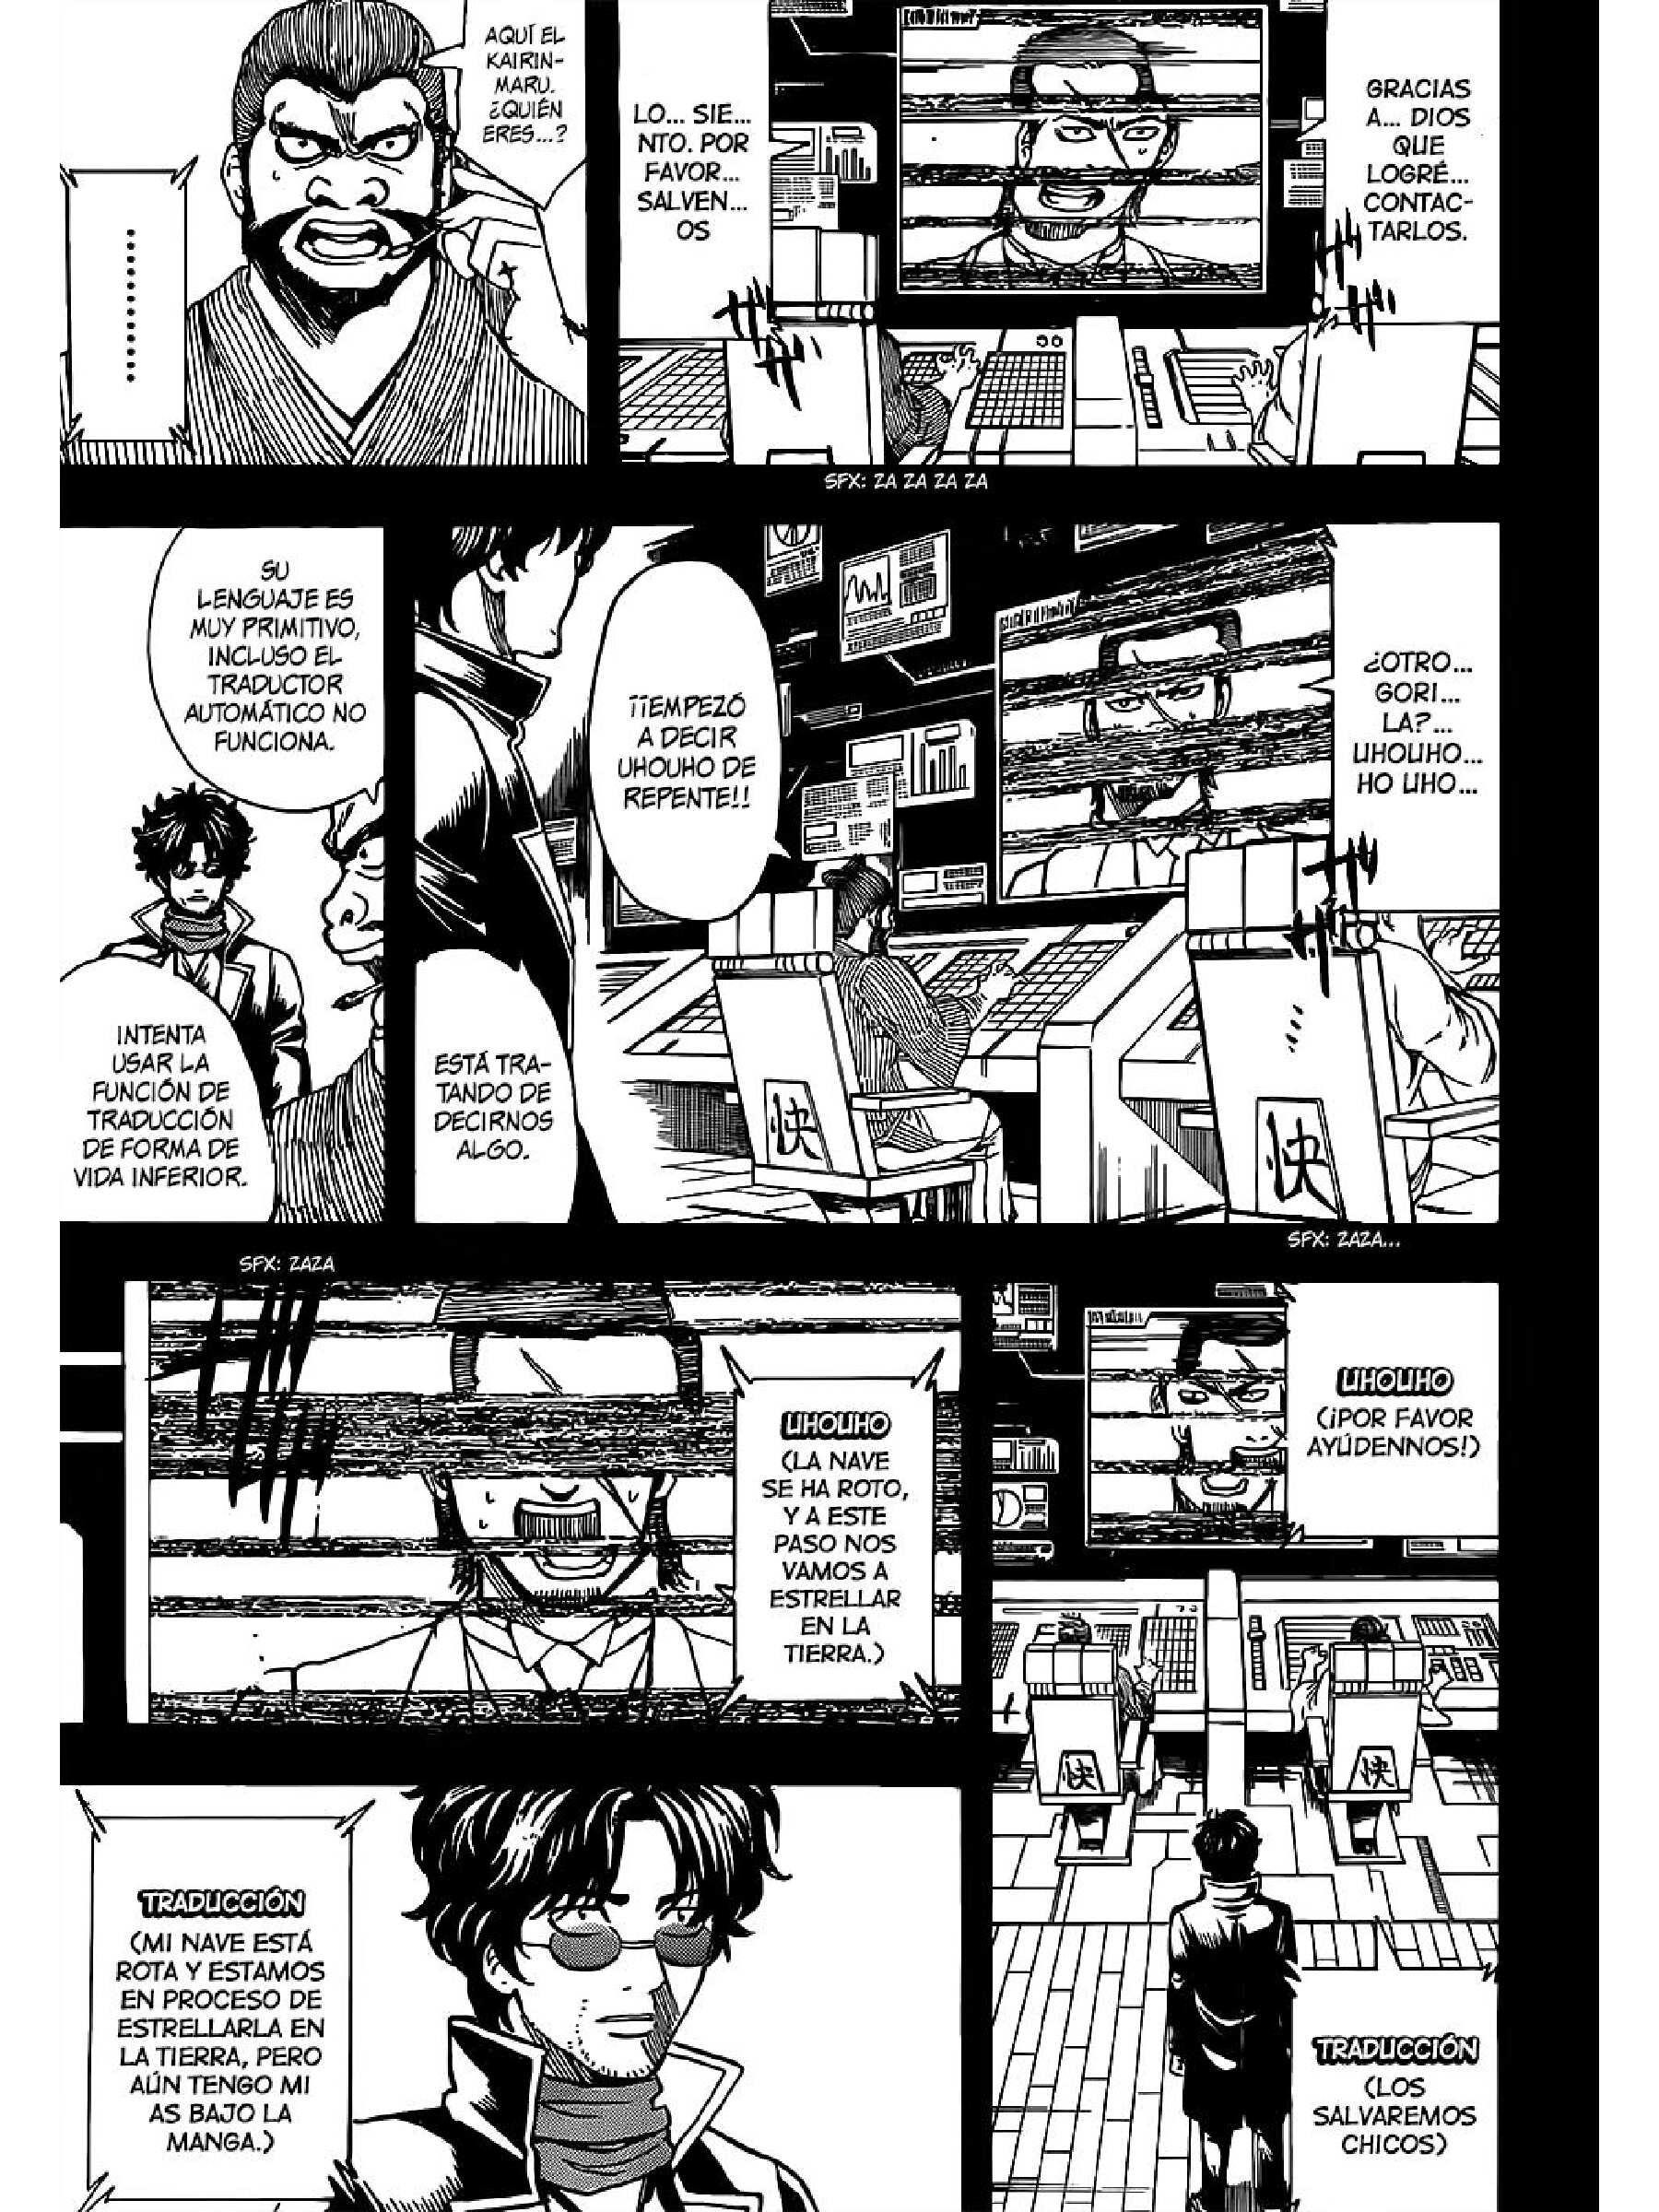 GRACIAS
A... DIOS
QUE
LOGRÉ...
CONTAC-
TARLOS.
LO... SIE...
NTO. POR
FAVOR...
SALVEN...
OS
AQUÍ EL
KAIRIN-
MARU.
¿QUIÉN
ERES...?
............
SFX: ZA ZA ZA ZA
¿OTRO...
GORI...
LA?...
UHOUHO...
HO UHO...
¡¡EMPEZÓ
A DECIR
UHOUHO DE
REPENTE!!
快
快
ESTÁ TRA-
TANDO DE
DECIRNOS
ALGO.
SU
LENGUAJE ES
MUY PRIMITIVO,
INCLUSO EL
TRADUCTOR
AUTOMÁTICO NO
FUNCIONA.
INTENTA
USAR LA
FUNCIÓN DE
TRADUCCIÓN
DE FORMA DE
VIDA INFERIOR.
SFX: ZAZA...
SFX: ZAZA
UHOUHO
(¡POR FAVOR
AYÚDENNOS!)
快
快
TRADUCCIÓN
(LOS
SALVAREMOS
CHICOS)
UHOUHO
(LA NAVE
SE HA ROTO,
Y A ESTE
PASO NOS
VAMOS A
ESTRELLAR
EN LA
TIERRA.)
TRADUCCIÓN
(MI NAVE ESTÁ
ROTA Y ESTAMOS
EN PROCESO DE
ESTRELLARLA EN
LA TIERRA, PERO
AÚN TENGO MI
AS BAJO LA
MANGA.)